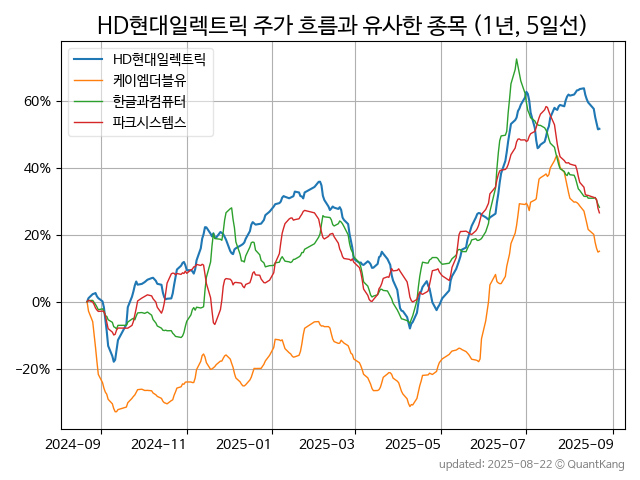 HD현대일렉트릭 주가 흐름과 유사한 종목 (1년, 5일선)
HD현대일렉트릭
케이엠더블유
한글과컴퓨터
파크시스템스
60%
40%
20%
0%
−20%
2024−09
2024−11
2025−01
2025−03
2025−05
2025−07
2025−09
updated: 2025−08−22 © QuantKang